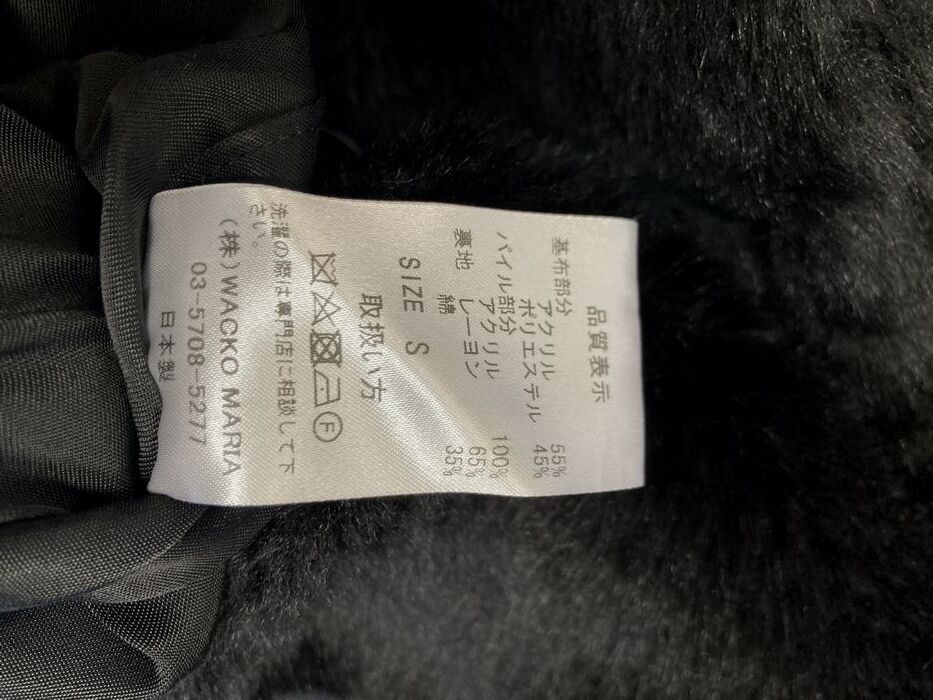 品質表示
基布部分 アクリル 55%
ポリエステル 45%
パイル部分 アクリル 100%
裏地 レーヨン 65%
綿 35%
SIZE S
取扱い方
F
洗濯の際は専門店に相談して下
さい。
(株)WACKO MARIA
03-5708-5277
日本製